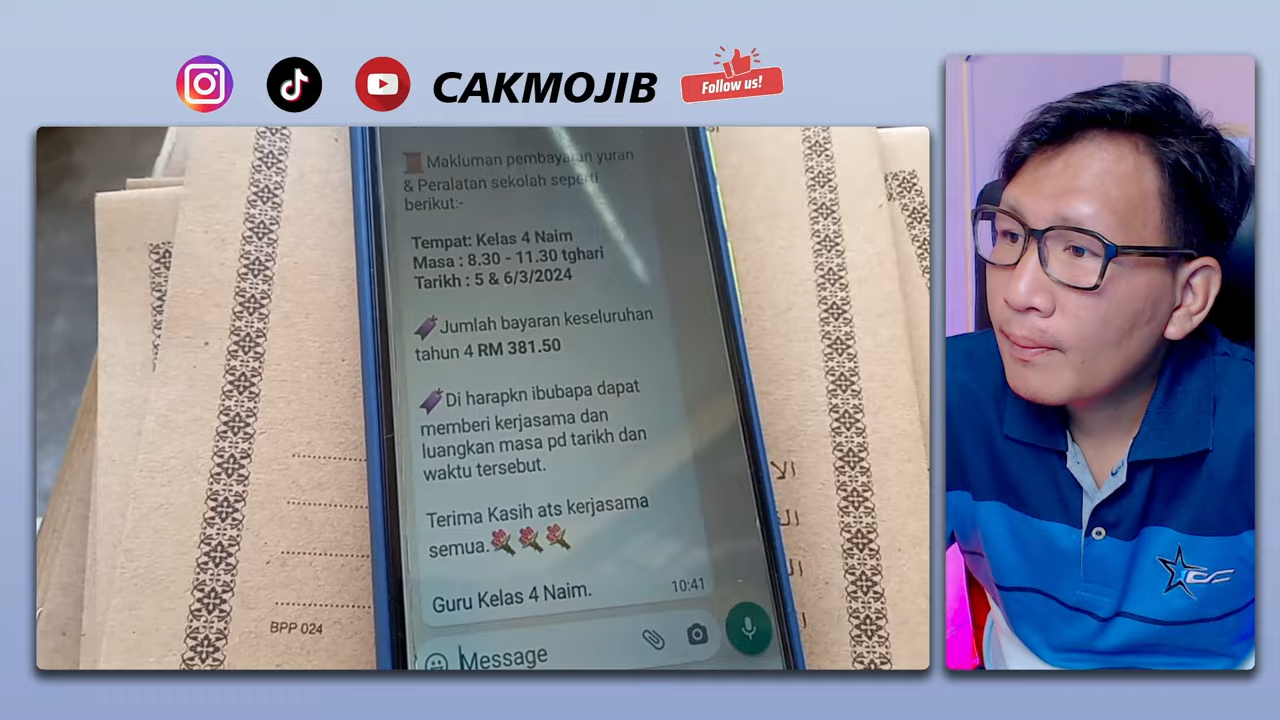 CAKMOJIB
Follow us!
Makluman pembayaran yuran
& Peralatan sekolah seperti
berikut:-
Tempat: Kelas 4 Naim
Masa : 8.30 - 11.30 tghari
Tarikh : 5 & 6/3/2024
Jumlah bayaran keseluruhan
tahun 4 RM 381.50
Di harapkn ibubapa dapat
memberi kerjasama dan
luangkan masa pd tarikh dan
waktu tersebut.
Terima Kasih ats kerjasama
semua.
Guru Kelas 4 Naim.
10:41
Message
BPP 024